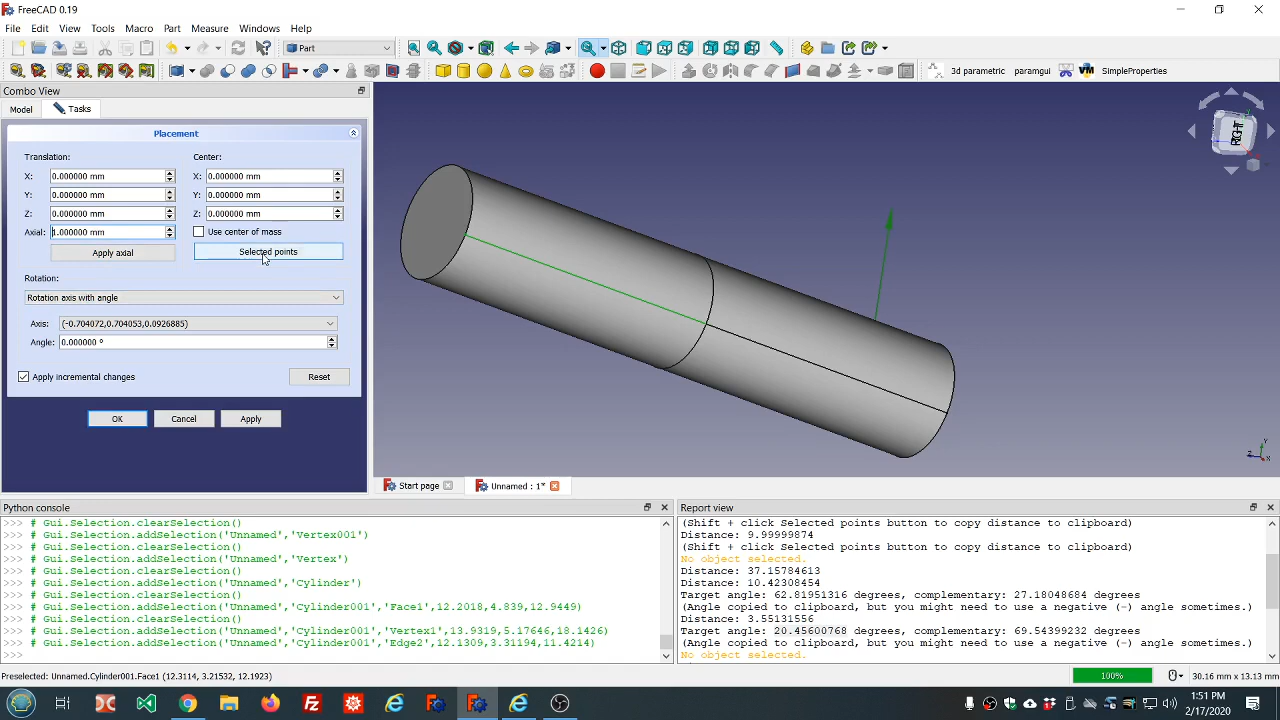 FreeCAD 0.19
File Edit View Tools Macro Part Measure Windows Help
Part
3d parametric paramgui VM SimpleProperties
Combo View
Model Tasks
Placement
Translation: Center:
X: 0.000000 mm X: 0.000000 mm
Y: 0.000000 mm Y: 0.000000 mm
Z: 0.000000 mm Z: 0.000000 mm
Axial: 1.000000 mm Use center of mass
Apply axial Selected points
Rotation:
Rotation axis with angle
Axis: (-0.704072,0.704053,0.0926885)
Angle: 0.000000 °
Apply incremental changes Reset
OK Cancel Apply
RIGHT
Y
Z X
Start page Unnamed : 1*
Python console
>>> # Gui.Selection.clearSelection()
>>> # Gui.Selection.addSelection('Unnamed','Vertex001')
>>> # Gui.Selection.clearSelection()
>>> # Gui.Selection.addSelection('Unnamed','Vertex')
>>> # Gui.Selection.clearSelection()
>>> # Gui.Selection.addSelection('Unnamed','Cylinder')
>>> # Gui.Selection.clearSelection()
>>> # Gui.Selection.addSelection('Unnamed','Cylinder001','Face1',12.2018,4.839,12.9449)
>>> # Gui.Selection.clearSelection()
>>> # Gui.Selection.addSelection('Unnamed','Cylinder001','Vertex1',13.9319,5.17646,18.1426)
>>> # Gui.Selection.addSelection('Unnamed','Cylinder001','Edge2',12.1309,3.31194,11.4214)
>>>
Report view
(Shift + click Selected points button to copy distance to clipboard)
Distance: 9.99999874
(Shift + click Selected points button to copy distance to clipboard)
No object selected.
Distance: 37.15784613
Distance: 10.42308454
Target angle: 62.81951316 degrees, complementary: 27.18048684 degrees
(Angle copied to clipboard, but you might need to use a negative (-) angle sometimes.)
Distance: 3.55131556
Target angle: 20.45600768 degrees, complementary: 69.54399232 degrees
(Angle copied to clipboard, but you might need to use a negative (-) angle sometimes.)
No object selected.
Preselected: Unnamed.Cylinder001.Face1 (12.3114, 3.21532, 12.1923)
100%
30.16 mm x 13.13 mm
1:51 PM
2/17/2020